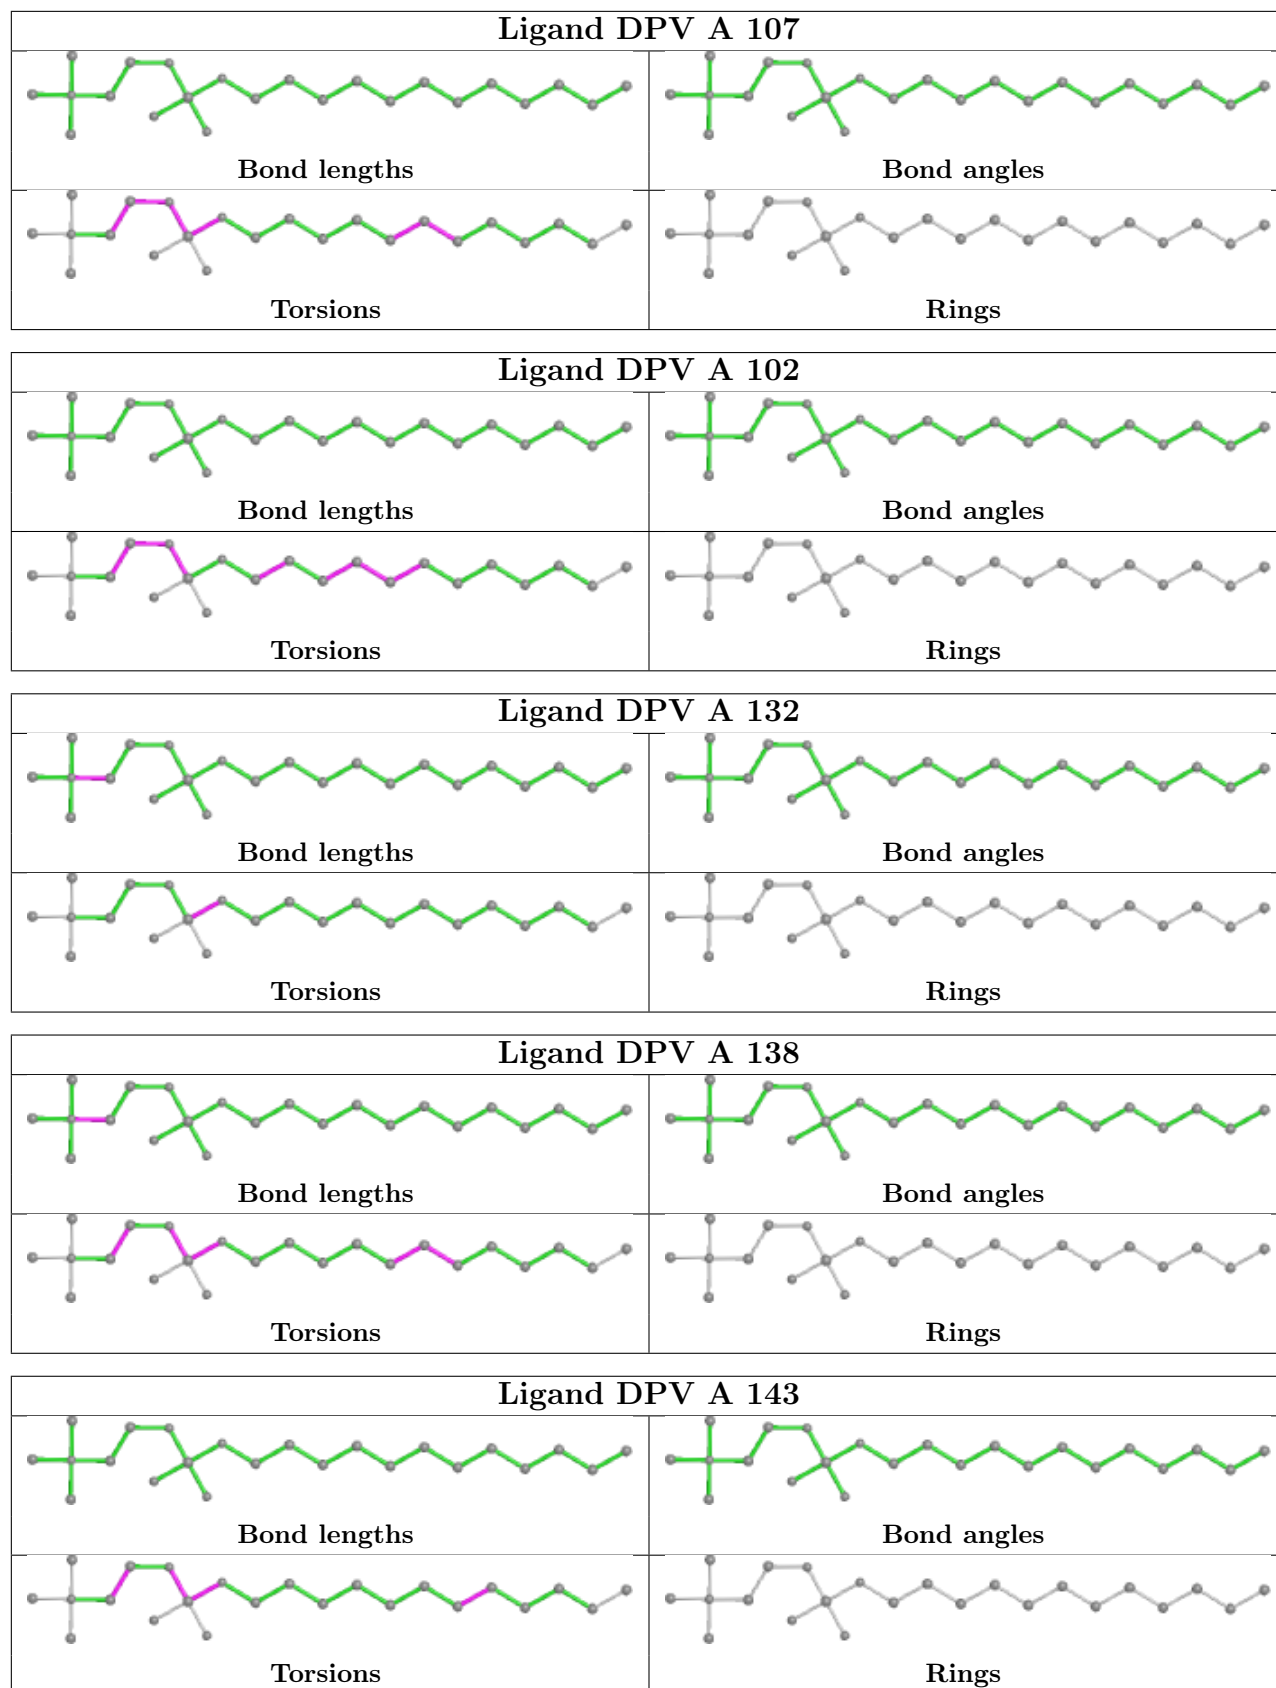 Ligand DPV A 107
Bond lengths
Bond angles
Torsions
Rings
Ligand DPV A 102
Bond lengths
Bond angles
Torsions
Rings
Ligand DPV A 132
Bond lengths
Bond angles
Torsions
Rings
Ligand DPV A 138
Bond lengths
Bond angles
Torsions
Rings
Ligand DPV A 143
Bond lengths
Bond angles
Torsions
Rings